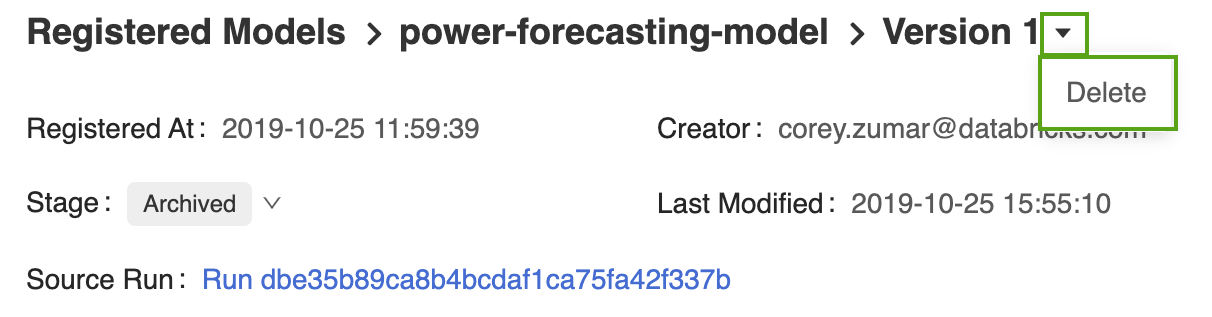 Registered Models > power-forecasting-model > Version 1
Delete
Registered At: 2019-10-25 11:59:39
Creator: corey.zumar@databricks.com
Stage: Archived
Last Modified: 2019-10-25 15:55:10
Source Run: Run dbe35b89ca8b4bcdaf1ca75fa42f337b